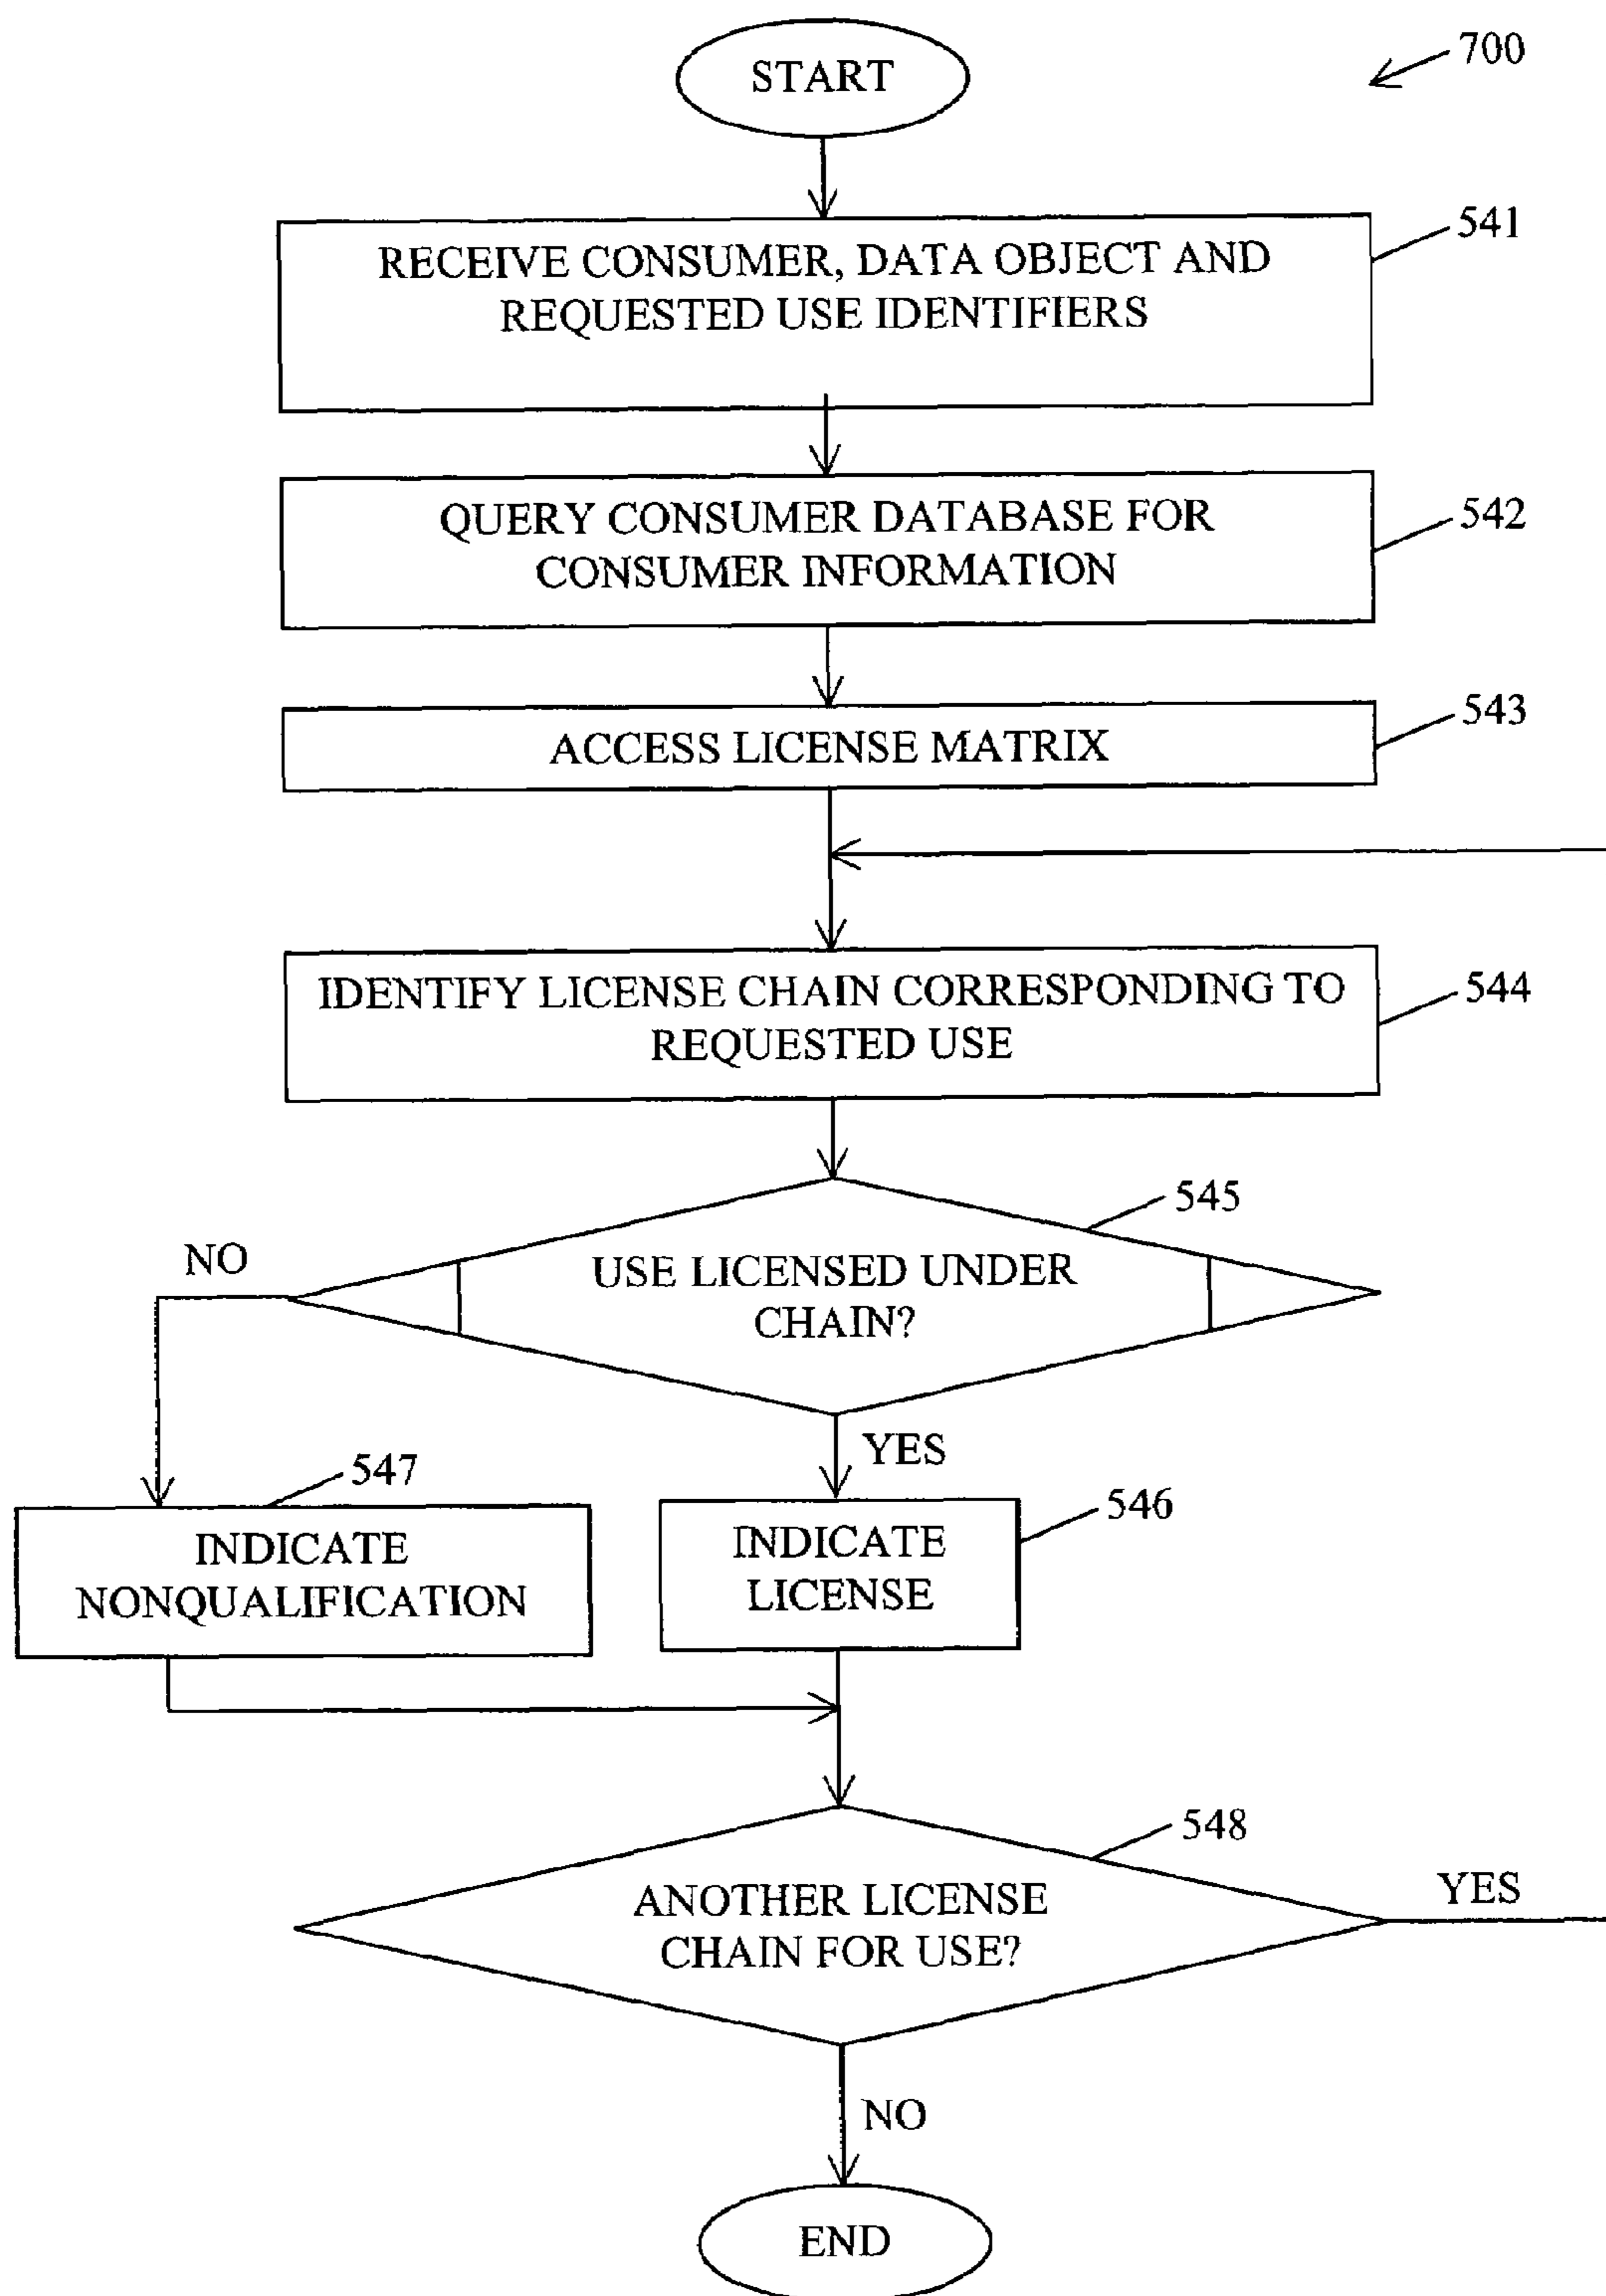 START
700
RECEIVE CONSUMER, DATA OBJECT AND
REQUESTED USE IDENTIFIERS
541
QUERY CONSUMER DATABASE FOR
CONSUMER INFORMATION
542
ACCESS LICENSE MATRIX
543
IDENTIFY LICENSE CHAIN CORRESPONDING TO
REQUESTED USE
544
545
NO
USE LICENSED UNDER
CHAIN?
YES
547
INDICATE
NONQUALIFICATION
546
INDICATE
LICENSE
548
ANOTHER LICENSE
CHAIN FOR USE?
YES
NO
END